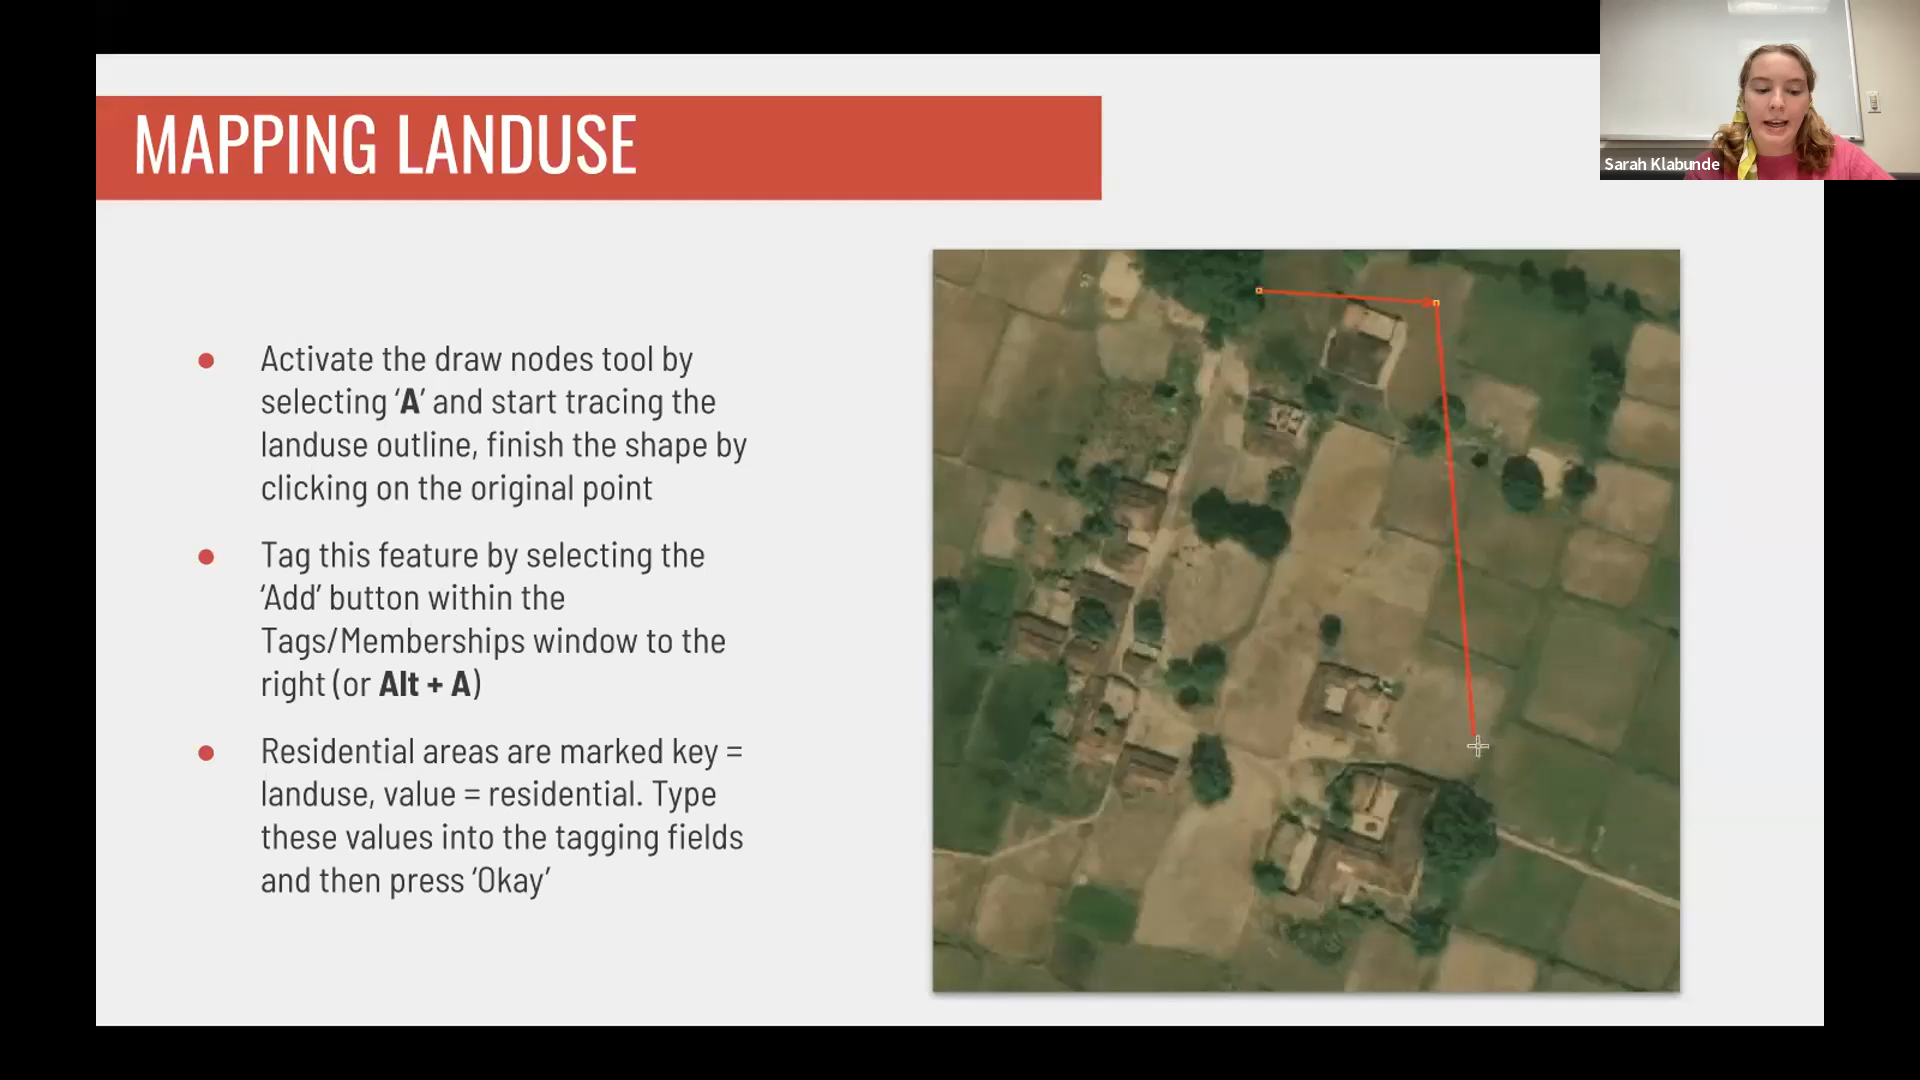 MAPPING LANDUSE
Sarah Klabunde
● Activate the draw nodes tool by
selecting ‘A’ and start tracing the
landuse outline, finish the shape by
clicking on the original point
● Tag this feature by selecting the
‘Add’ button within the
Tags/Memberships window to the
right (or Alt + A)
● Residential areas are marked key =
landuse, value = residential. Type
these values into the tagging fields
and then press ‘Okay’